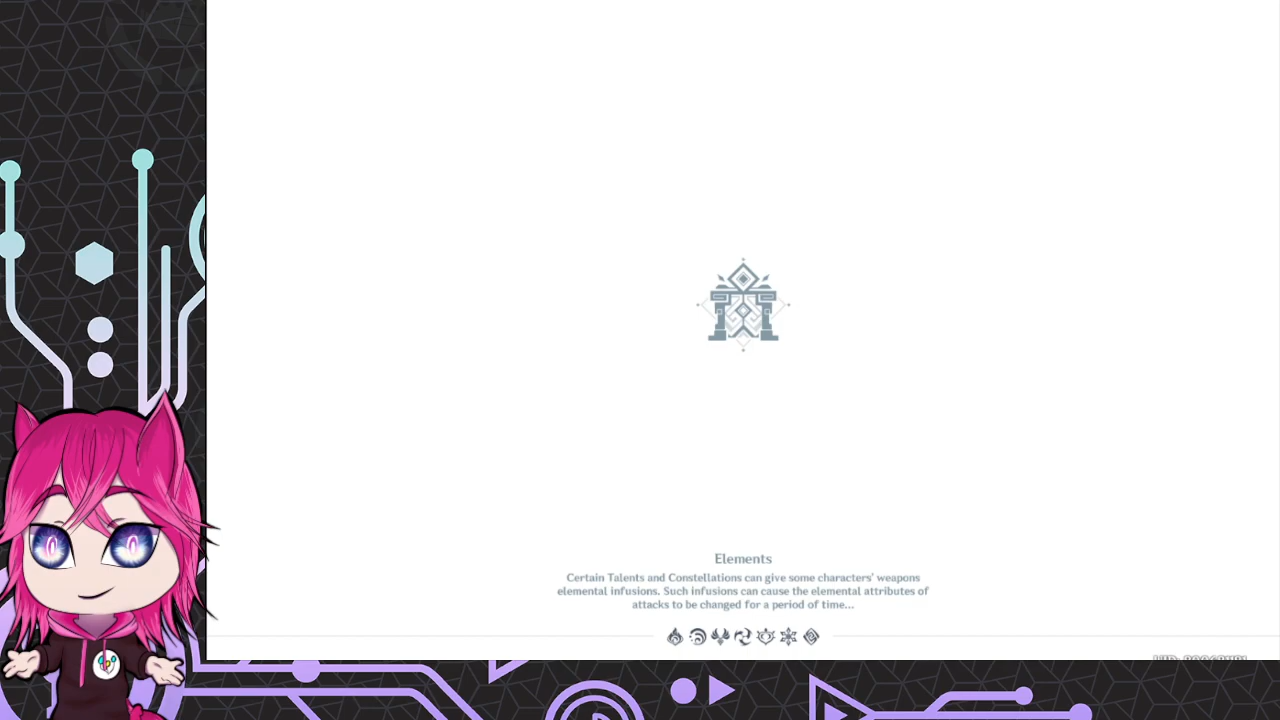 Elements
Certain Talents and Constellations can give some characters' weapons
elemental infusions. Such infusions can cause the elemental attributes of
attacks to be changed for a period of time...